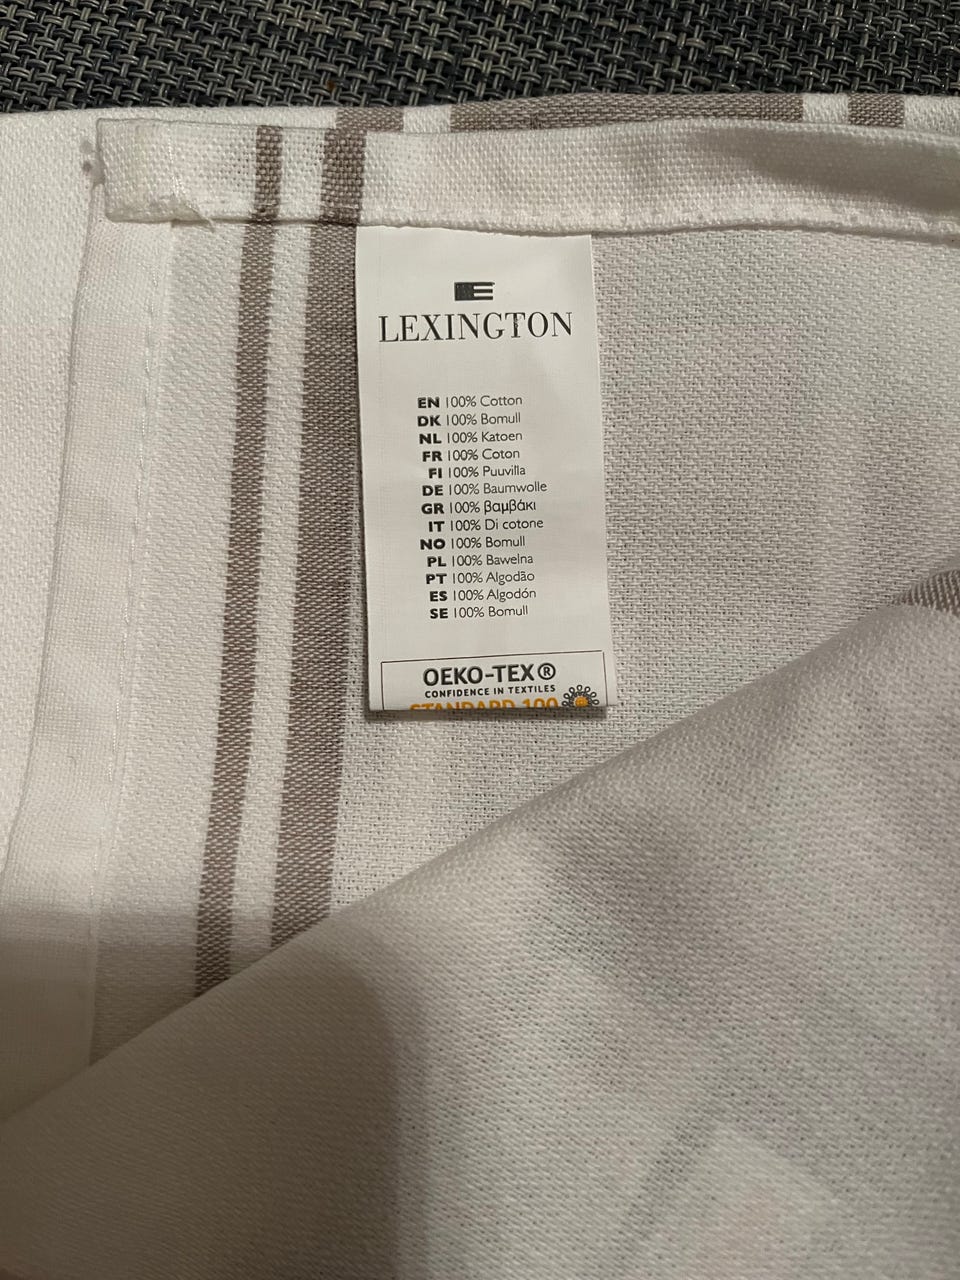 LEXINGTON
EN 100% Cotton
DK 100% Bomull
NL 100% Katoen
FR 100% Coton
FI 100% Puuvilla
DE 100% Baumwolle
GR 100% βαμβάκι
IT 100% Di cotone
NO 100% Bomull
PL 100% Bawełna
PT 100% Algodão
ES 100% Algodón
SE 100% Bomull
OEKO-TEX®
CONFIDENCE IN TEXTILES
STANDARD 100